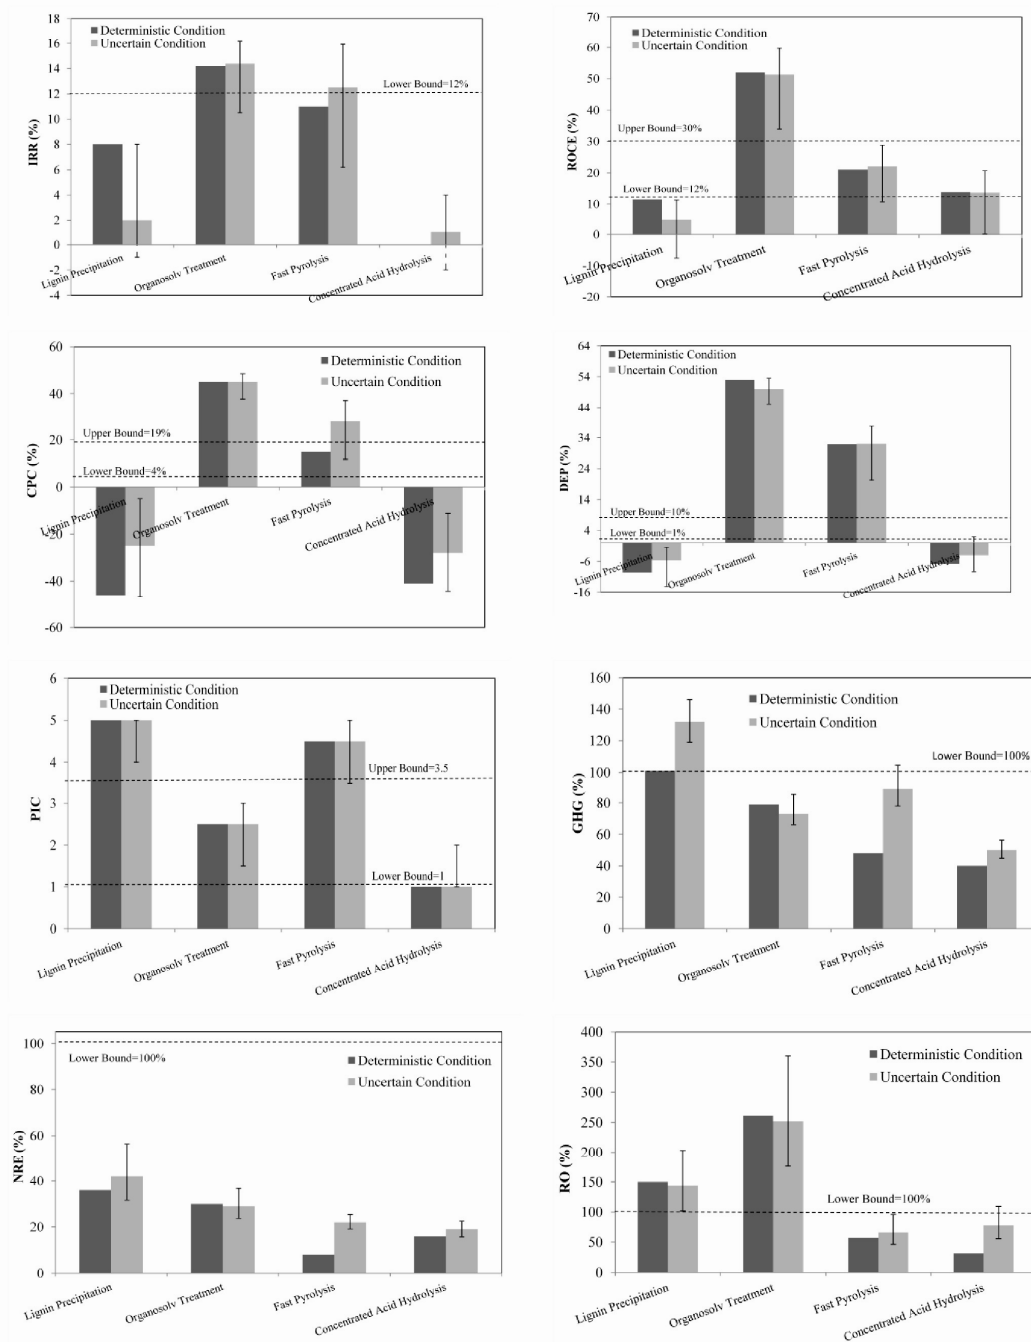 18
16
14
12
10
8
6
4
2
0
-2
-4
IRR (%)
Deterministic Condition
Uncertain Condition
Lower Bound=12%
Lignin Precipitation
Organosolv Treatment
Fast Pyrolysis
Concentrated Acid Hydrolysis
70
60
50
40
30
20
10
0
-10
-20
ROCE (%)
Deterministic Condition
Uncertain Condition
Upper Bound=30%
Lower Bound=12%
Lignin Precipitation
Organosolv Treatment
Fast Pyrolysis
Concentrated Acid Hydrolysis
60
40
20
0
-20
-40
-60
CPC (%)
Deterministic Condition
Uncertain Condition
Upper Bound=19%
Lower Bound=4%
Lignin Precipitation
Organosolv Treatment
Fast Pyrolysis
Concentrated Acid Hydrolysis
64
54
44
34
24
14
4
-6
-16
DEP (%)
Deterministic Condition
Uncertain Condition
Upper Bound=10%
Lower Bound=1%
Lignin Precipitation
Organosolv Treatment
Fast Pyrolysis
Concentrated Acid Hydrolysis
6
5
4
3
2
1
0
PIC
Deterministic Condition
Uncertain Condition
Upper Bound=3.5
Lower Bound=1
Lignin Precipitation
Organosolv Treatment
Fast Pyrolysis
Concentrated Acid Hydrolysis
160
140
120
100
80
60
40
20
0
GHG (%)
Deterministic Condition
Uncertain Condition
Lower Bound=100%
Lignin Precipitation
Organosolv Treatment
Fast Pyrolysis
Concentrated Acid Hydrolysis
100
80
60
40
20
0
NRE (%)
Lower Bound=100%
Deterministic Condition
Uncertain Condition
Lignin Precipitation
Organosolv Treatment
Fast Pyrolysis
Concentrated Acid Hydrolysis
400
350
300
250
200
150
100
50
0
RO (%)
Deterministic Condition
Uncertain Condition
Lower Bound=100%
Lignin Precipitation
Organosolv Treatment
Fast Pyrolysis
Concentrated Acid Hydrolysis